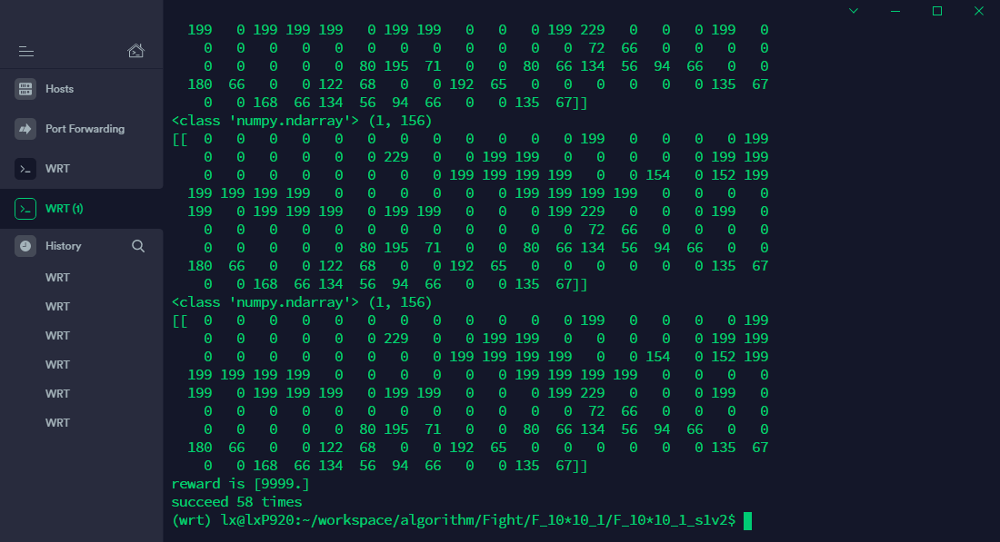 Hosts
Port Forwarding
WRT
WRT (1)
History
WRT
WRT
WRT
WRT
WRT
WRT
199 0 199 199 199 0 199 199 0 0 0 199 229 0 0 0 199 0
0 0 0 0 0 0 0 0 0 0 0 0 72 66 0 0 0 0
0 0 0 0 0 80 195 71 0 0 80 66 134 56 94 66 0 0
180 66 0 0 122 68 0 0 192 65 0 0 0 0 0 0 135 67
0 0 168 66 134 56 94 66 0 0 135 67]]
<class 'numpy.ndarray'> (1, 156)
[[ 0 0 0 0 0 0 0 0 0 0 0 0 199 0 0 0 0 199
0 0 0 0 0 0 229 0 0 199 199 0 0 0 0 0 199 199
0 0 0 0 0 0 0 0 199 199 199 199 0 0 154 0 152 199
199 199 199 199 0 0 0 0 0 0 199 199 199 199 0 0 0 0
199 0 199 199 199 0 199 199 0 0 0 199 229 0 0 0 199 0
0 0 0 0 0 0 0 0 0 0 0 0 72 66 0 0 0 0
0 0 0 0 0 80 195 71 0 0 80 66 134 56 94 66 0 0
180 66 0 0 122 68 0 0 192 65 0 0 0 0 0 0 135 67
0 0 168 66 134 56 94 66 0 0 135 67]]
<class 'numpy.ndarray'> (1, 156)
[[ 0 0 0 0 0 0 0 0 0 0 0 0 199 0 0 0 0 199
0 0 0 0 0 0 229 0 0 199 199 0 0 0 0 0 199 199
0 0 0 0 0 0 0 0 199 199 199 199 0 0 154 0 152 199
199 199 199 199 0 0 0 0 0 0 199 199 199 199 0 0 0 0
199 0 199 199 199 0 199 199 0 0 0 199 229 0 0 0 199 0
0 0 0 0 0 0 0 0 0 0 0 0 72 66 0 0 0 0
0 0 0 0 0 80 195 71 0 0 80 66 134 56 94 66 0 0
180 66 0 0 122 68 0 0 192 65 0 0 0 0 0 0 135 67
0 0 168 66 134 56 94 66 0 0 135 67]]
reward is [9999.]
succeed 58 times
(wrt) lx@lxP920:~/workspace/algorithm/Fight/F_10*10_1/F_10*10_1_s1v2$